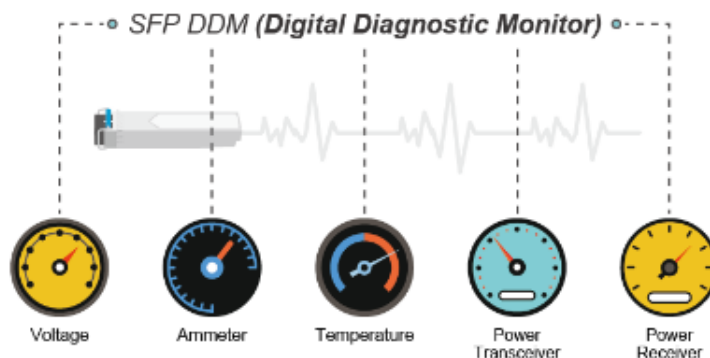 SFP DDM (Digital Diagnostic Monitor)
Voltage
Ammeter
Temperature
Power
Transceiver
Power
Receiver